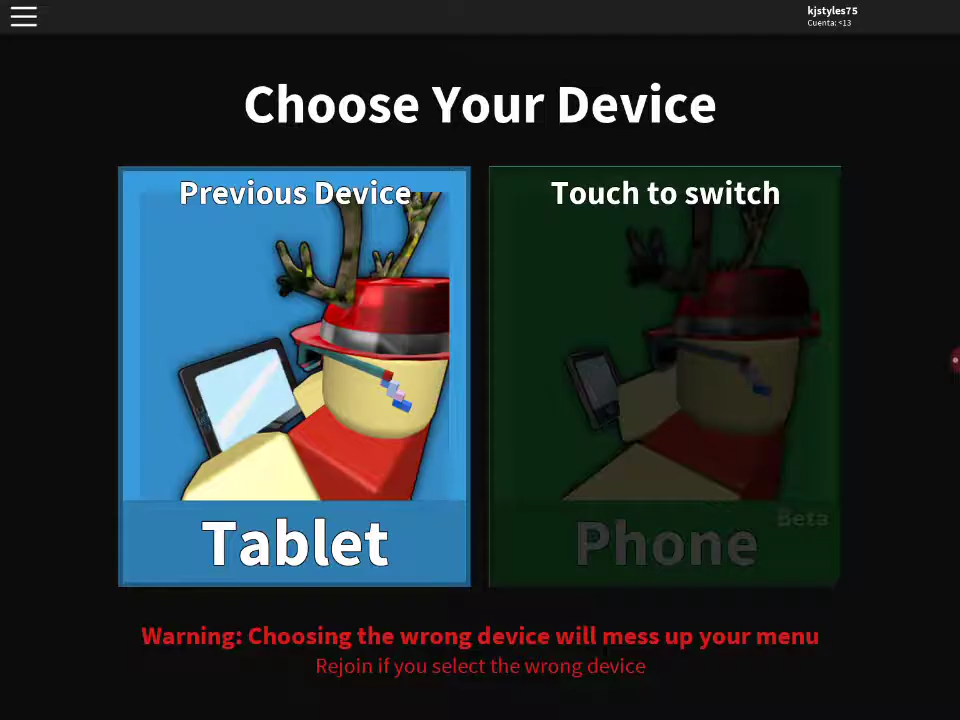 kjstyles75
Cuenta: <13
Choose Your Device
Previous Device
Touch to switch
Tablet
Phone
Beta
Warning: Choosing the wrong device will mess up your menu
Rejoin if you select the wrong device